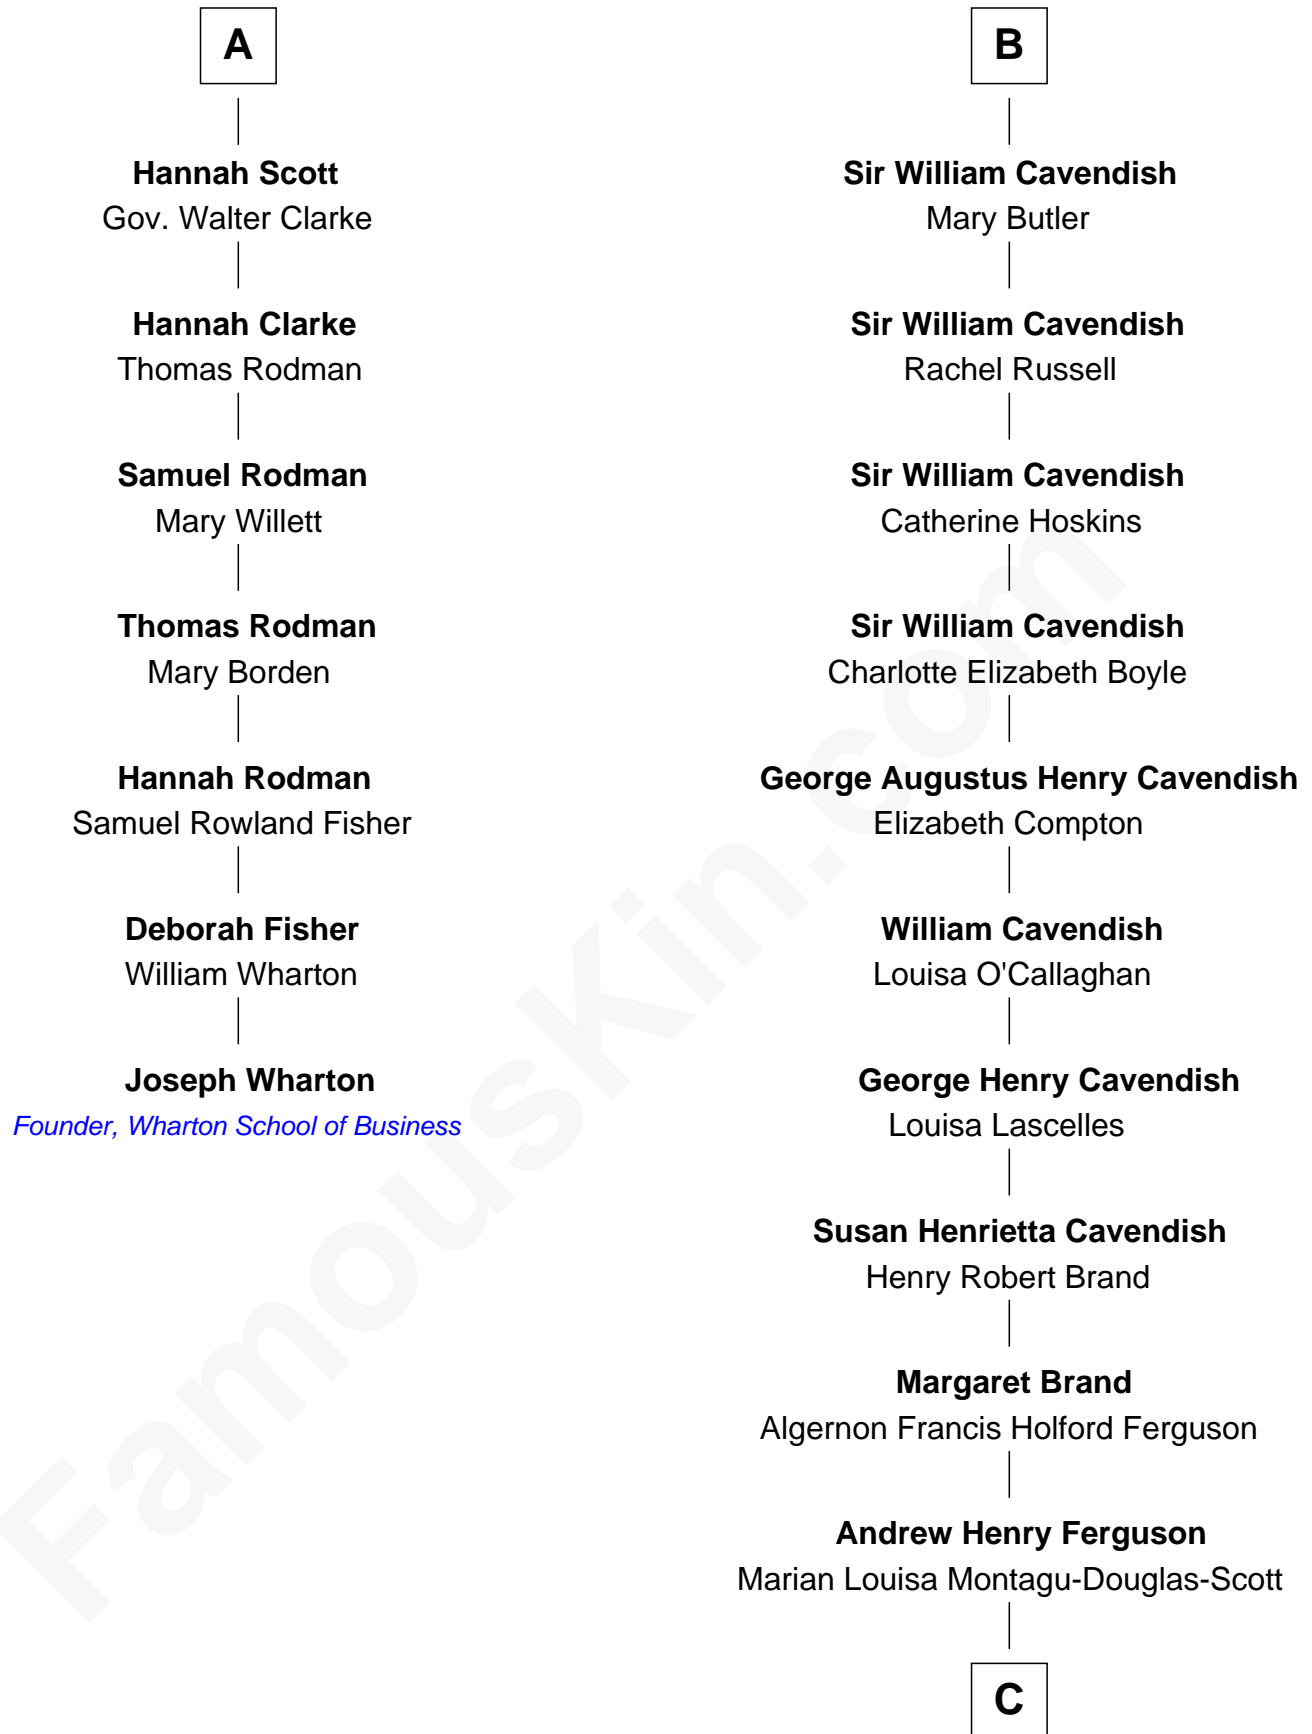 A
Hannah Scott
Gov. Walter Clarke
Hannah Clarke
Thomas Rodman
Samuel Rodman
Mary Willett
Thomas Rodman
Mary Borden
Hannah Rodman
Samuel Rowland Fisher
Deborah Fisher
William Wharton
Joseph Wharton
Founder, Wharton School of Business
B
Sir William Cavendish
Mary Butler
Sir William Cavendish
Rachel Russell
Sir William Cavendish
Catherine Hoskins
Sir William Cavendish
Charlotte Elizabeth Boyle
George Augustus Henry Cavendish
Elizabeth Compton
William Cavendish
Louisa O'Callaghan
George Henry Cavendish
Louisa Lascelles
Susan Henrietta Cavendish
Henry Robert Brand
Margaret Brand
Algernon Francis Holford Ferguson
Andrew Henry Ferguson
Marian Louisa Montagu-Douglas-Scott
C
FamousKin.com